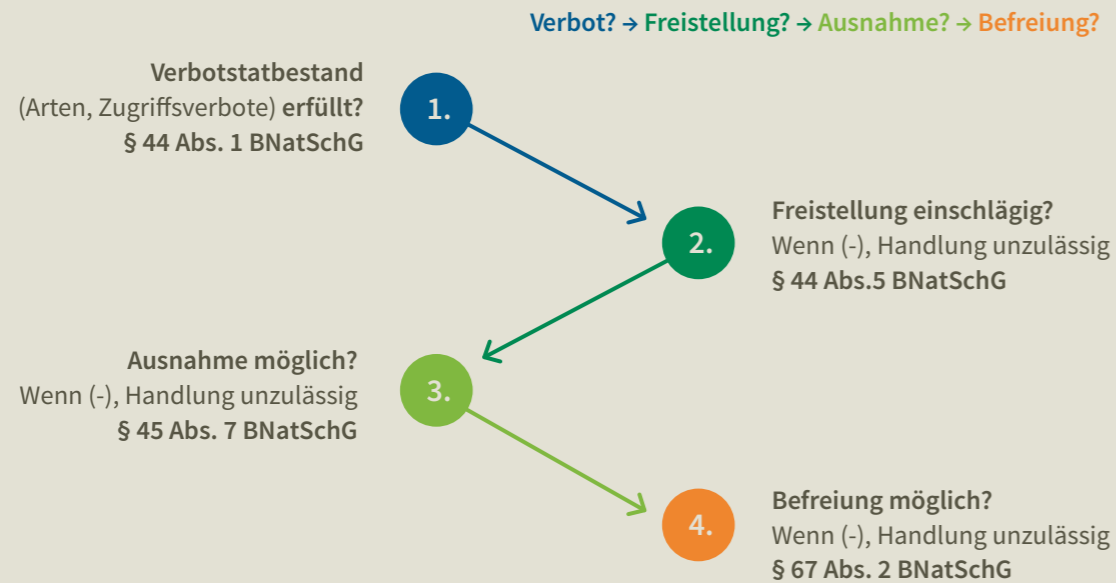 Verbot? → Freistellung? → Ausnahme? → Befreiung?
Verbotstatbestand
(Arten, Zugriffsverbote) erfüllt?
§ 44 Abs. 1 BNatSchG
1.
2.
Freistellung einschlägig?
Wenn (-), Handlung unzulässig
§ 44 Abs.5 BNatSchG
Ausnahme möglich?
Wenn (-), Handlung unzulässig
§ 45 Abs. 7 BNatSchG
3.
4.
Befreiung möglich?
Wenn (-), Handlung unzulässig
§ 67 Abs. 2 BNatSchG